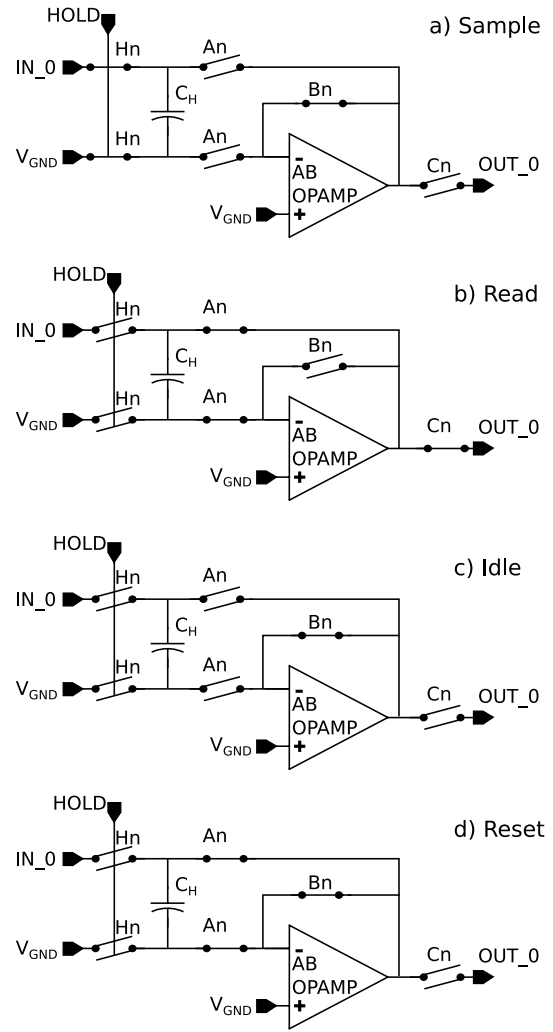 HOLD
a) Sample
IN_0 Hn An
C_H Bn
V_GND Hn An Cn OUT_0
-
AB
OPAMP
V_GND +
HOLD
b) Read
IN_0 Hn An
C_H Bn
V_GND Hn An Cn OUT_0
-
AB
OPAMP
V_GND +
HOLD
c) Idle
IN_0 Hn An
C_H Bn
V_GND Hn An Cn OUT_0
-
AB
OPAMP
V_GND +
HOLD
d) Reset
IN_0 Hn An
C_H Bn
V_GND Hn An Cn OUT_0
-
AB
OPAMP
V_GND +